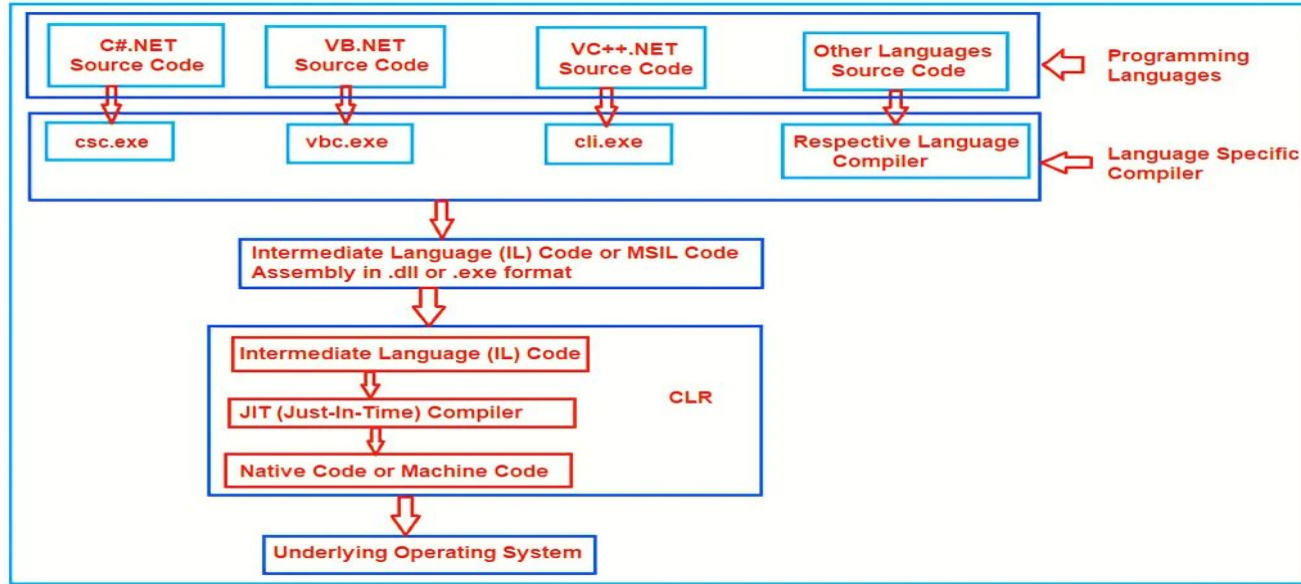 C#.NET
Source Code
VB.NET
Source Code
VC++.NET
Source Code
Other Languages
Source Code
Programming
Languages
csc.exe
vbc.exe
cli.exe
Respective Language
Compiler
Language Specific
Compiler
Intermediate Language (IL) Code or MSIL Code
Assembly in .dll or .exe format
Intermediate Language (IL) Code
CLR
JIT (Just-In-Time) Compiler
Native Code or Machine Code
Underlying Operating System